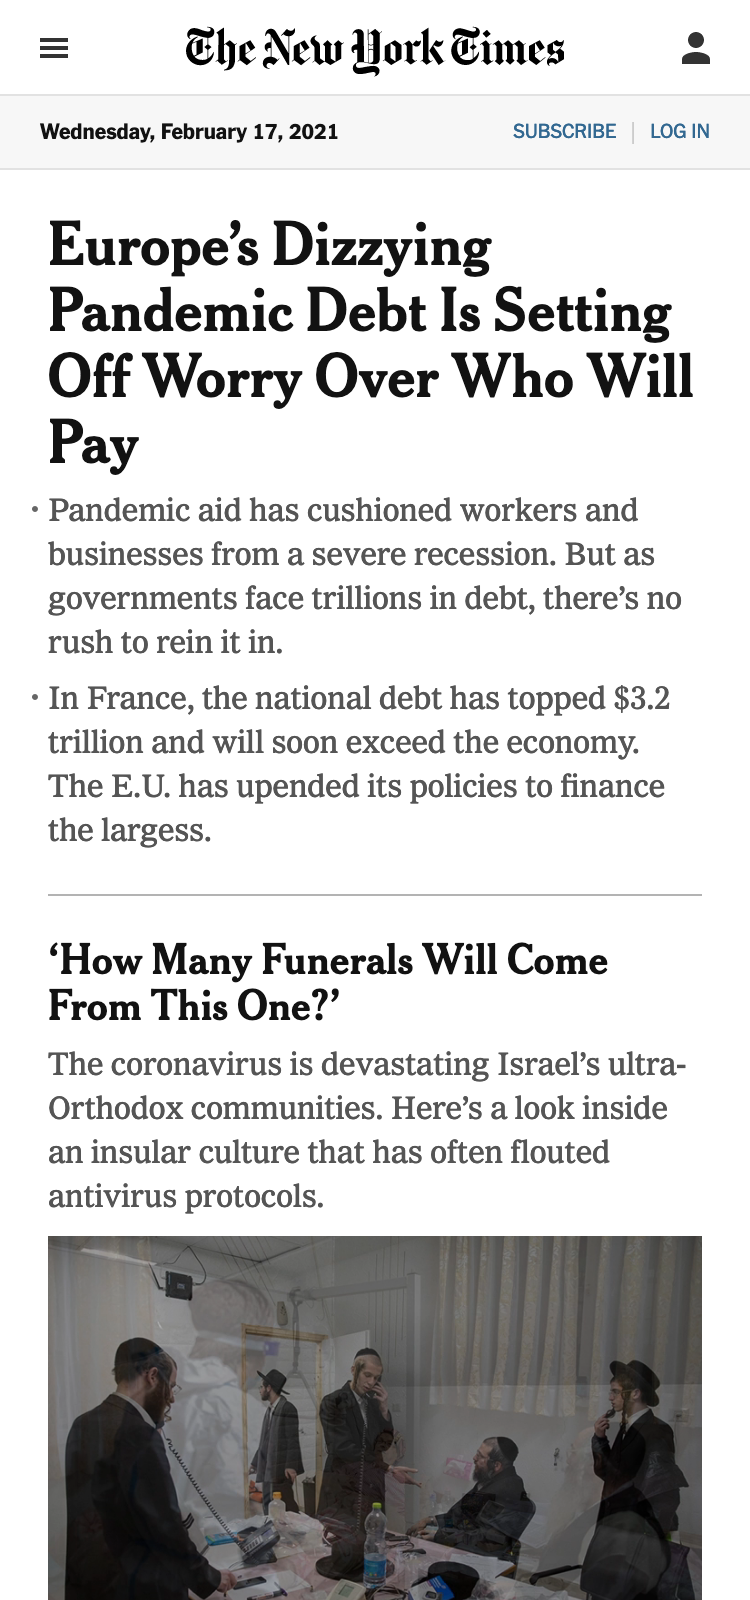 The New York Times
Wednesday, February 17, 2021
SUBSCRIBE | LOG IN
Europe’s Dizzying
Pandemic Debt Is Setting
Off Worry Over Who Will
Pay
• Pandemic aid has cushioned workers and
businesses from a severe recession. But as
governments face trillions in debt, there’s no
rush to rein it in.
• In France, the national debt has topped $3.2
trillion and will soon exceed the economy.
The E.U. has upended its policies to finance
the largess.
‘How Many Funerals Will Come
From This One?’
The coronavirus is devastating Israel’s ultra-
Orthodox communities. Here’s a look inside
an insular culture that has often flouted
antivirus protocols.